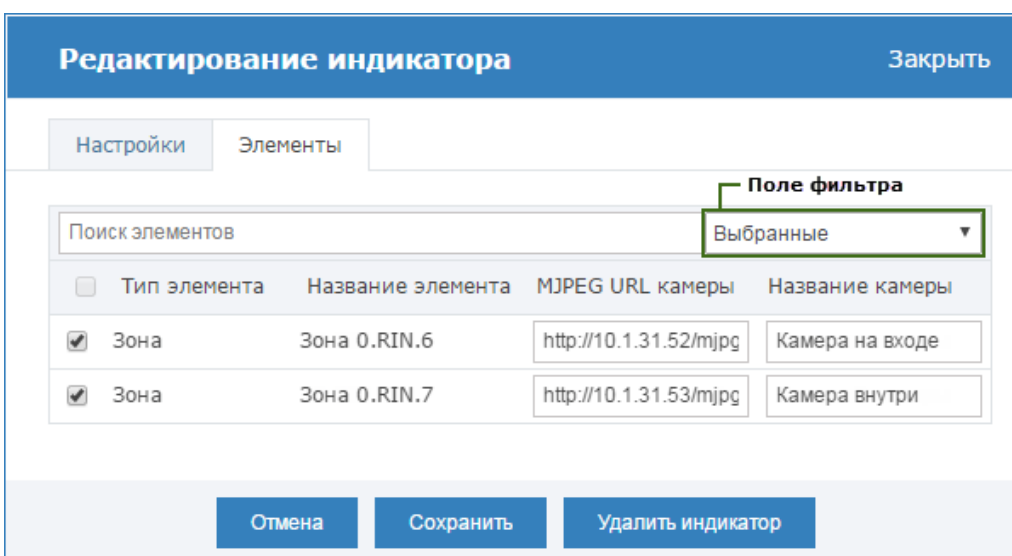 Редактирование индикатора Закрыть
Настройки Элементы
Поле фильтра
Поиск элементов Выбранные
Тип элемента Название элемента MJPEG URL камеры Название камеры
Зона Зона 0.RIN.6 http://10.1.31.52/mjpg Камера на входе
Зона Зона 0.RIN.7 http://10.1.31.53/mjpg Камера внутри
Отмена Сохранить Удалить индикатор